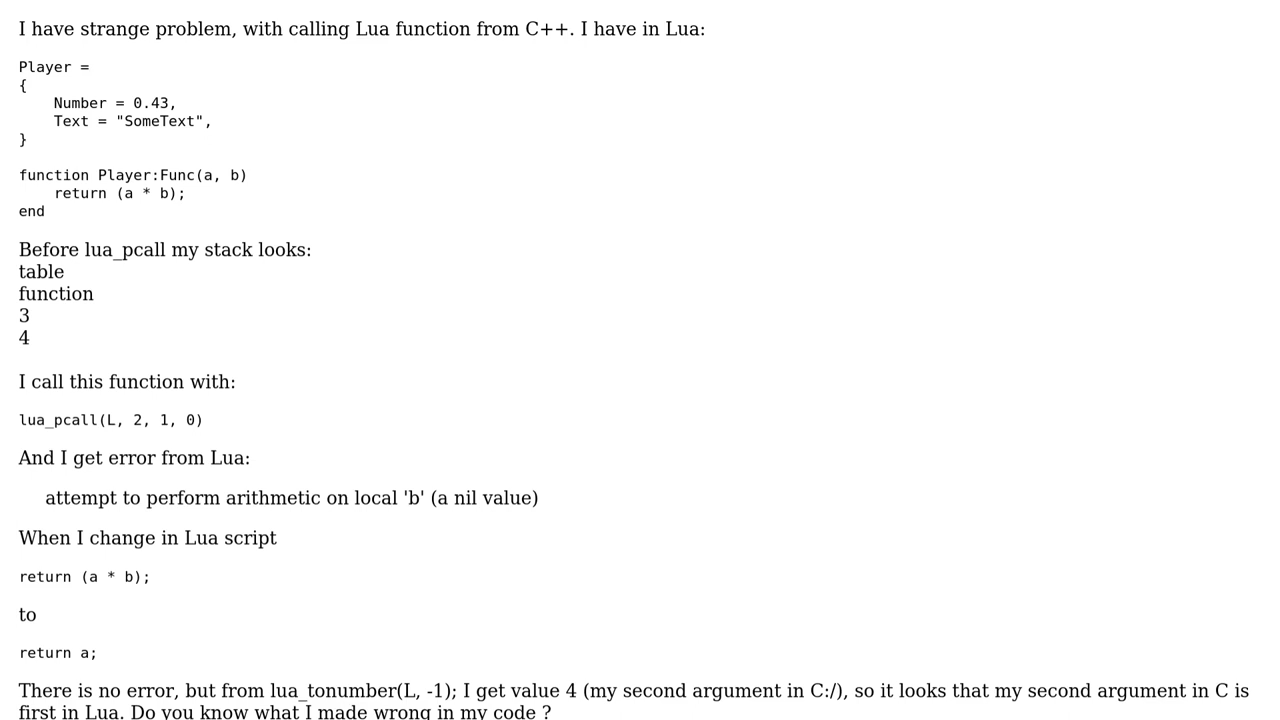 I have strange problem, with calling Lua function from C++. I have in Lua:
Player =
{
    Number = 0.43,
    Text = "SomeText",
}
function Player:Func(a, b)
    return (a * b);
end
Before lua_pcall my stack looks:
table
function
3
4
I call this function with:
lua_pcall(L, 2, 1, 0)
And I get error from Lua:
attempt to perform arithmetic on local 'b' (a nil value)
When I change in Lua script
return (a * b);
to
return a;
There is no error, but from lua_tonumber(L, -1); I get value 4 (my second argument in C:/), so it looks that my second argument in C is
first in Lua. Do you know what I made wrong in my code ?